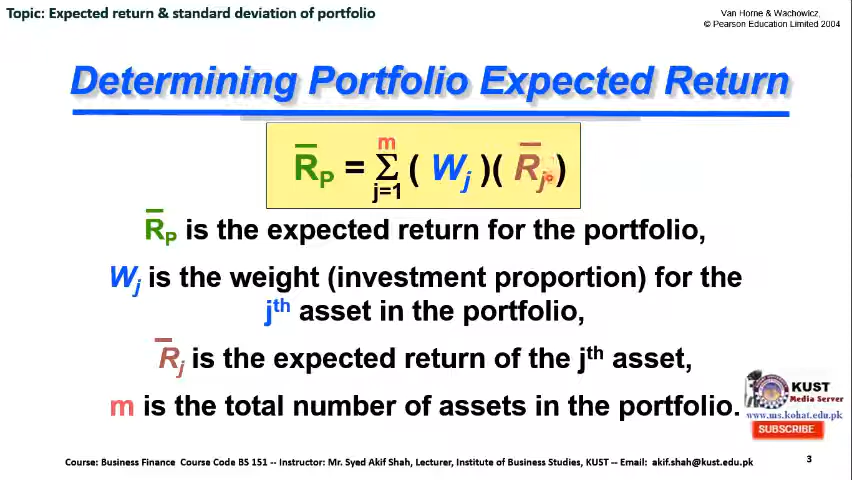 Topic: Expected return & standard deviation of portfolio
Van Horne & Wachowicz,
© Pearson Education Limited 2004
Determining Portfolio Expected Return
R̅P = m Σ j=1 ( Wj )( R̅j )
R̅P is the expected return for the portfolio,
Wj is the weight (investment proportion) for the
jth asset in the portfolio,
R̅j is the expected return of the jth asset,
m is the total number of assets in the portfolio.
KUST
Media Server
www.ms.kohat.edu.pk
SUBSCRIBE
Course: Business Finance Course Code BS 151 -- Instructor: Mr. Syed Akif Shah, Lecturer, Institute of Business Studies, KUST -- Email: akif.shah@kust.edu.pk
3